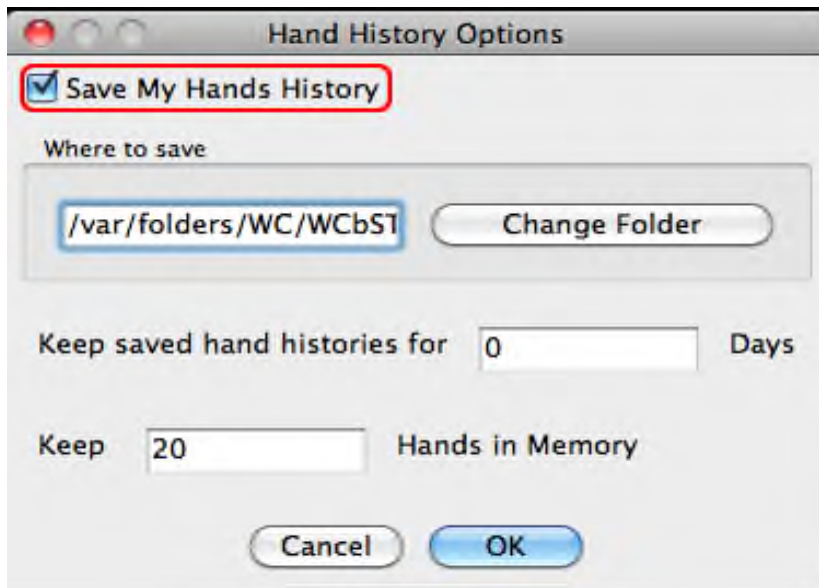 Hand History Options
Save My Hands History
Where to save
/var/folders/WC/WCbST
Change Folder
Keep saved hand histories for 0 Days
Keep 20 Hands in Memory
Cancel OK